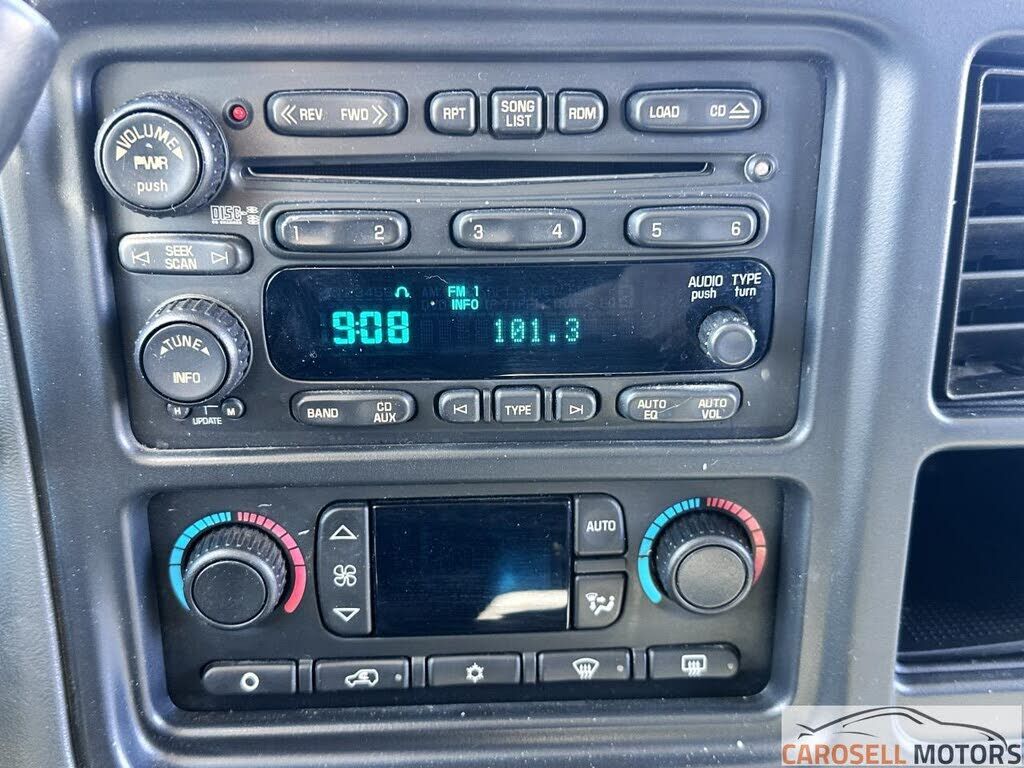 VOLUME
PWR
push
REV FWD
RPT
SONG
LIST
RDM
LOAD CD
DISC
1 2
3 4
5 6
SEEK
SCAN
FM 1
INFO
9:08
101.3
AUDIO TYPE
push turn
TUNE
INFO
H M
UPDATE
BAND
CD
AUX
TYPE
AUTO
EQ
AUTO
VOL
AUTO
CAROSELL MOTORS